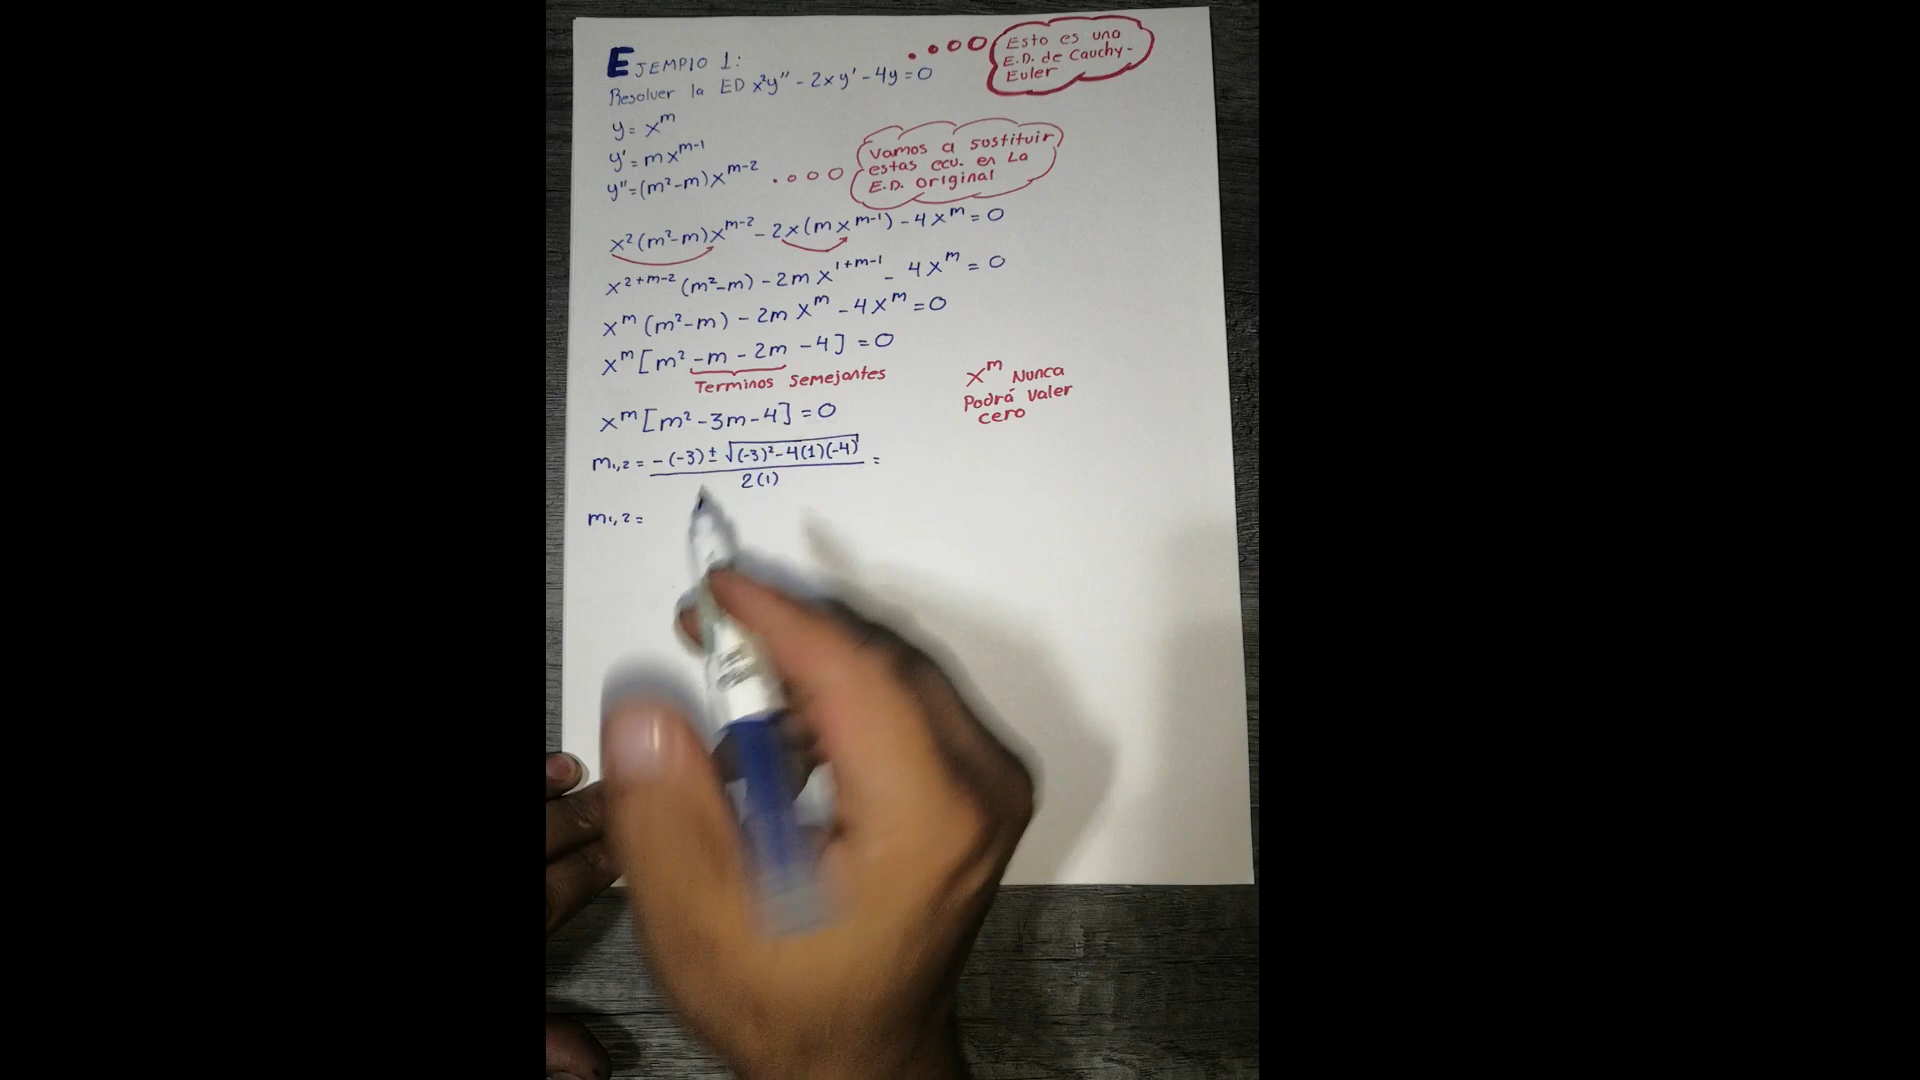 EJEMPLO 1:
Resolver la ED x²y'' - 2xy' - 4y = 0
Esto es una
E.D. de Cauchy-
Euler
y = x^m
y' = mx^{m-1}
y'' = (m²-m)x^{m-2}
Vamos a sustituir
estas ecu. en La
E.D. Original
x²(m²-m)x^{m-2} - 2x(mx^{m-1}) - 4x^m = 0
x^{2+m-2}(m²-m) - 2mx^{1+m-1} - 4x^m = 0
x^m(m²-m) - 2mx^m - 4x^m = 0
x^m[m² - m - 2m - 4] = 0
Terminos Semejantes
x^m Nunca
Podrá Valer
cero
x^m[m² - 3m - 4] = 0
m₁,₂ = \frac{-(-3) ± √((-3)² - 4(1)(-4))}{2(1)} =
m₁,₂ =